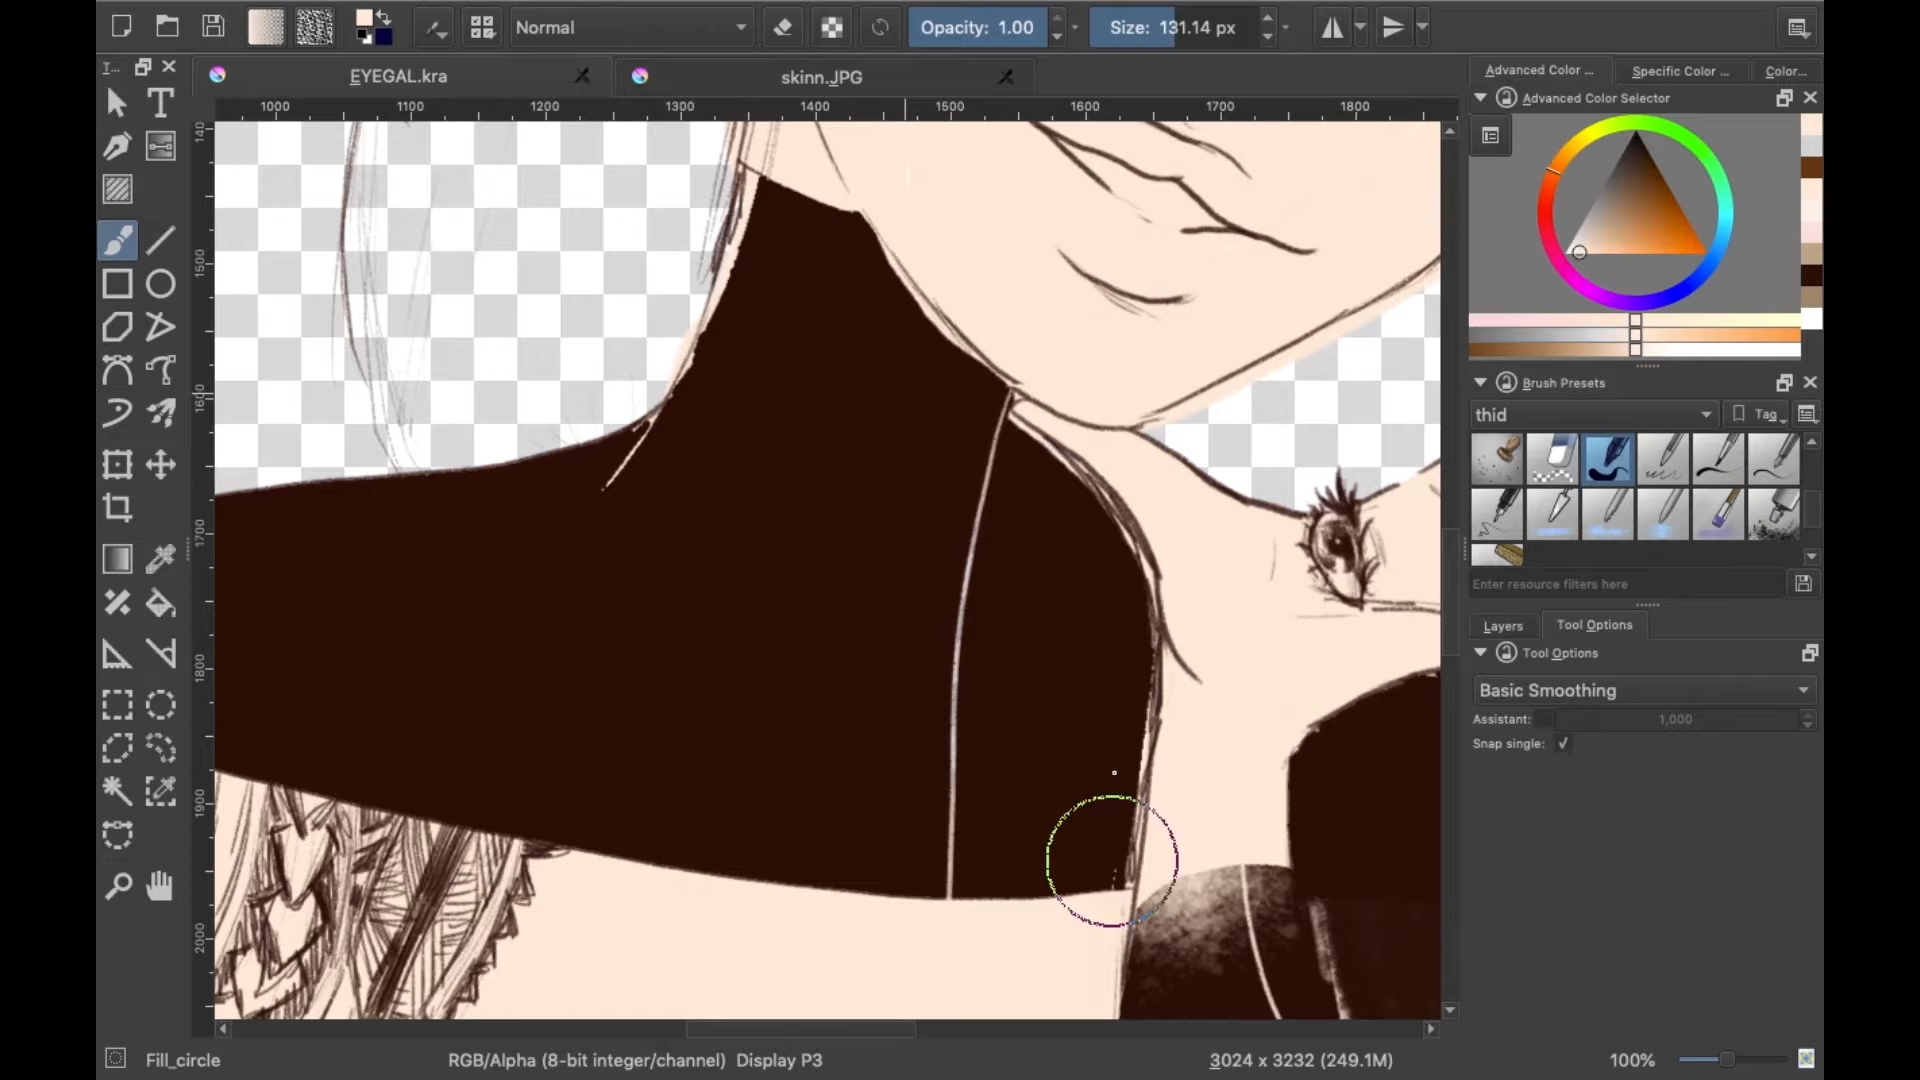 Normal
Opacity: 1.00
Size: 131.14 px
T...
EYEGAL.kra
skinn.JPG
Advanced Color ...
Specific Color ...
Color...
Advanced Color Selector
1000
1100
1200
1300
1400
1500
1600
1700
1800
140
1500
1600
1700
1800
1900
2000
Brush Presets
thid
Tag
Enter resource filters here
Layers
Tool Options
Tool Options
Basic Smoothing
Assistant:
1,000
Snap single:
Fill_circle
RGB/Alpha (8-bit integer/channel) Display P3
3024 x 3232 (249.1M)
100%